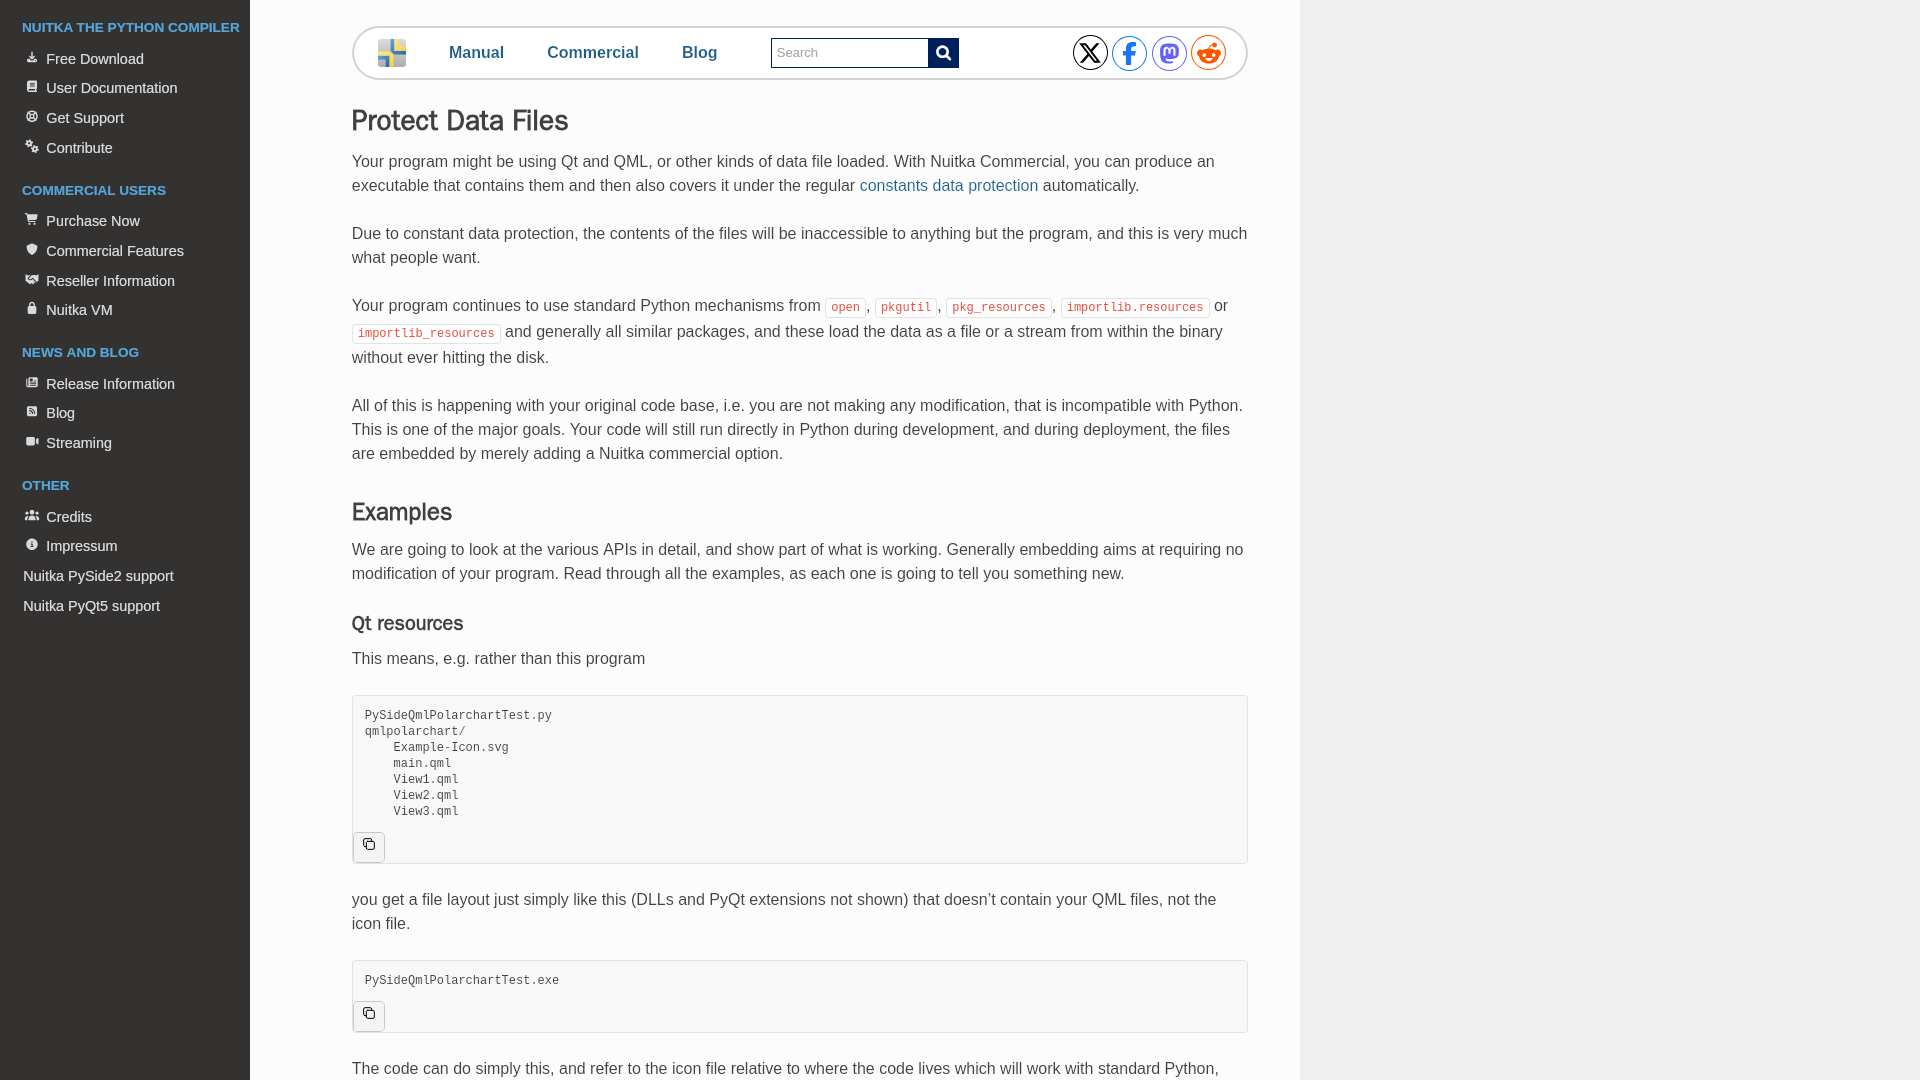 NUITKA THE PYTHON COMPILER
Free Download
User Documentation
Get Support
Contribute
COMMERCIAL USERS
Purchase Now
Commercial Features
Reseller Information
Nuitka VM
NEWS AND BLOG
Release Information
Blog
Streaming
OTHER
Credits
Impressum
Nuitka PySide2 support
Nuitka PyQt5 support
Manual Commercial Blog Search
Protect Data Files
Your program might be using Qt and QML, or other kinds of data file loaded. With Nuitka Commercial, you can produce an
executable that contains them and then also covers it under the regular constants data protection automatically.
Due to constant data protection, the contents of the files will be inaccessible to anything but the program, and this is very much
what people want.
Your program continues to use standard Python mechanisms from open, pkgutil, pkg_resources, importlib.resources or
importlib_resources and generally all similar packages, and these load the data as a file or a stream from within the binary
without ever hitting the disk.
All of this is happening with your original code base, i.e. you are not making any modification, that is incompatible with Python.
This is one of the major goals. Your code will still run directly in Python during development, and during deployment, the files
are embedded by merely adding a Nuitka commercial option.
Examples
We are going to look at the various APIs in detail, and show part of what is working. Generally embedding aims at requiring no
modification of your program. Read through all the examples, as each one is going to tell you something new.
Qt resources
This means, e.g. rather than this program
PySideQmlPolarchartTest.py
qmlpolarchart/
    Example-Icon.svg
    main.qml
    View1.qml
    View2.qml
    View3.qml
you get a file layout just simply like this (DLLs and PyQt extensions not shown) that doesn’t contain your QML files, not the
icon file.
PySideQmlPolarchartTest.exe
The code can do simply this, and refer to the icon file relative to where the code lives which will work with standard Python,